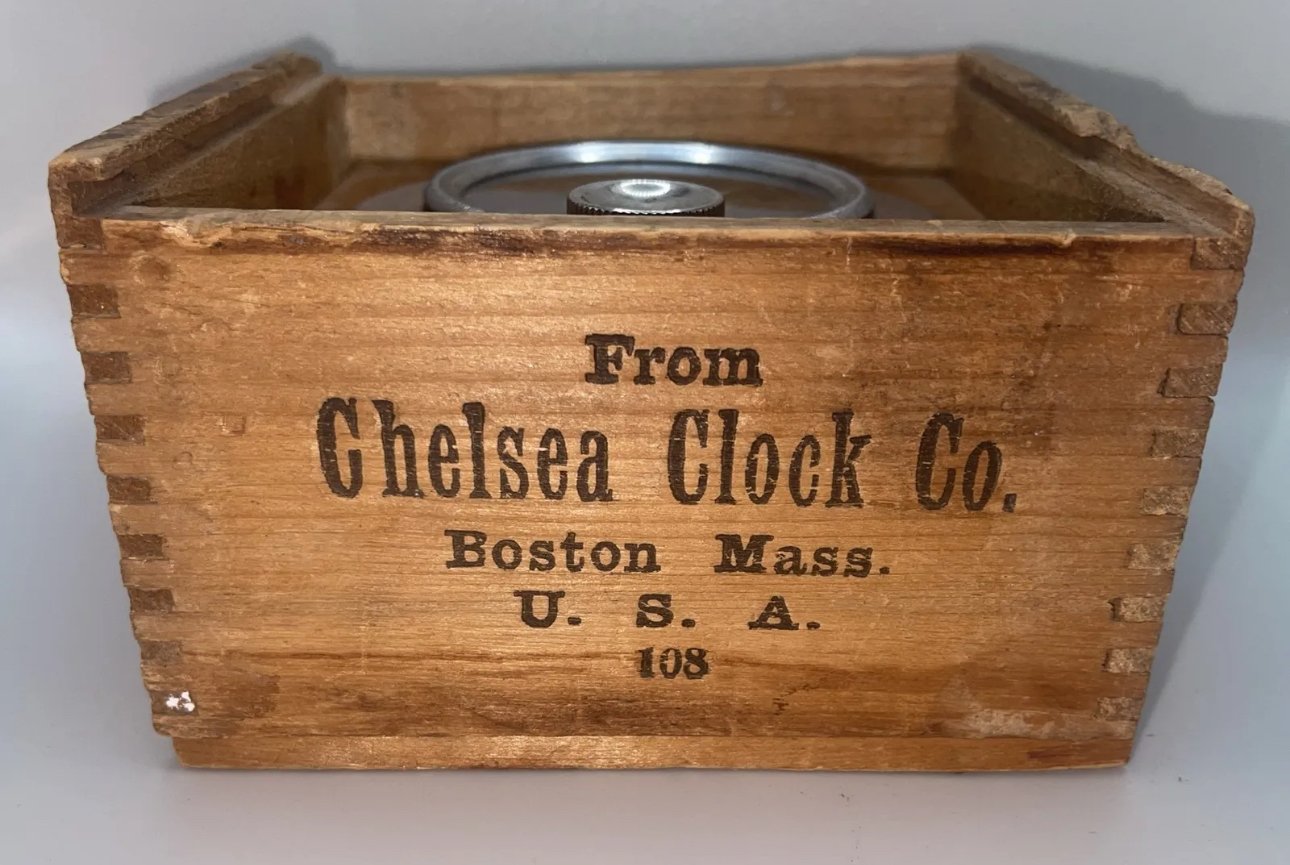 From
Chelsea Clock Co.
Boston Mass.
U. S. A.
108